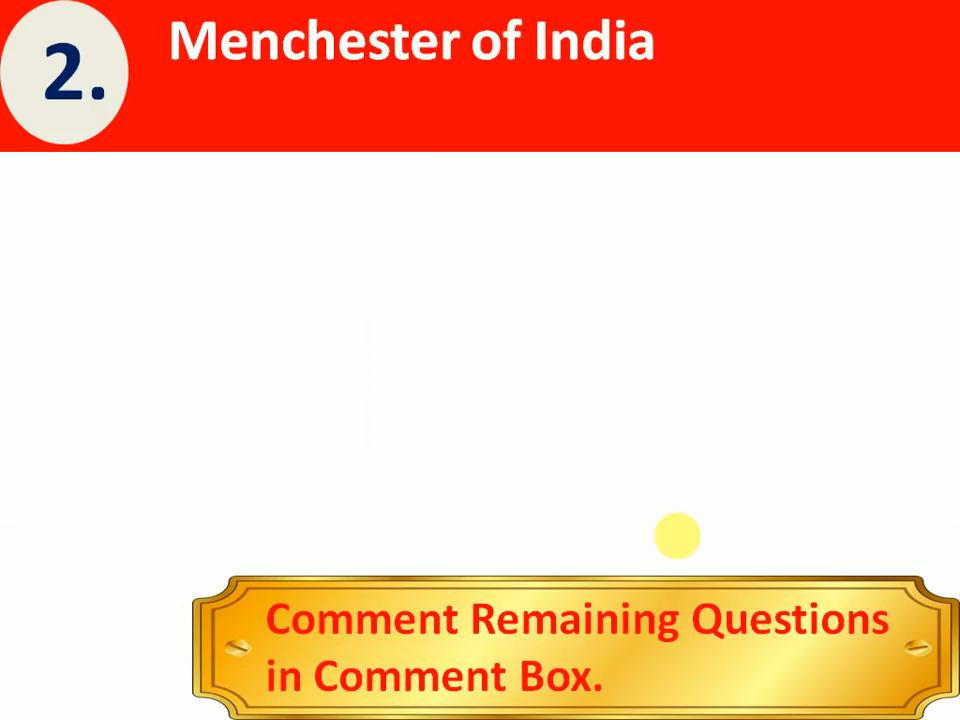 2.
Menchester of India
Comment Remaining Questions
in Comment Box.